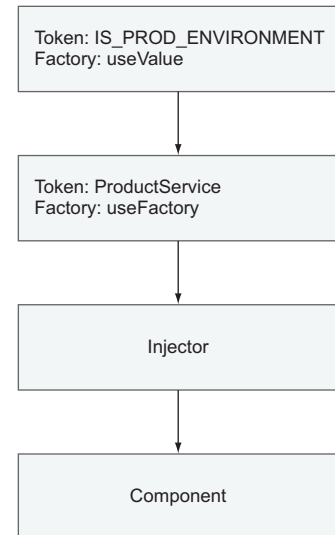 Token: IS_PROD_ENVIRONMENT
Factory: useValue
Token: ProductService
Factory: useFactory
Injector
Component